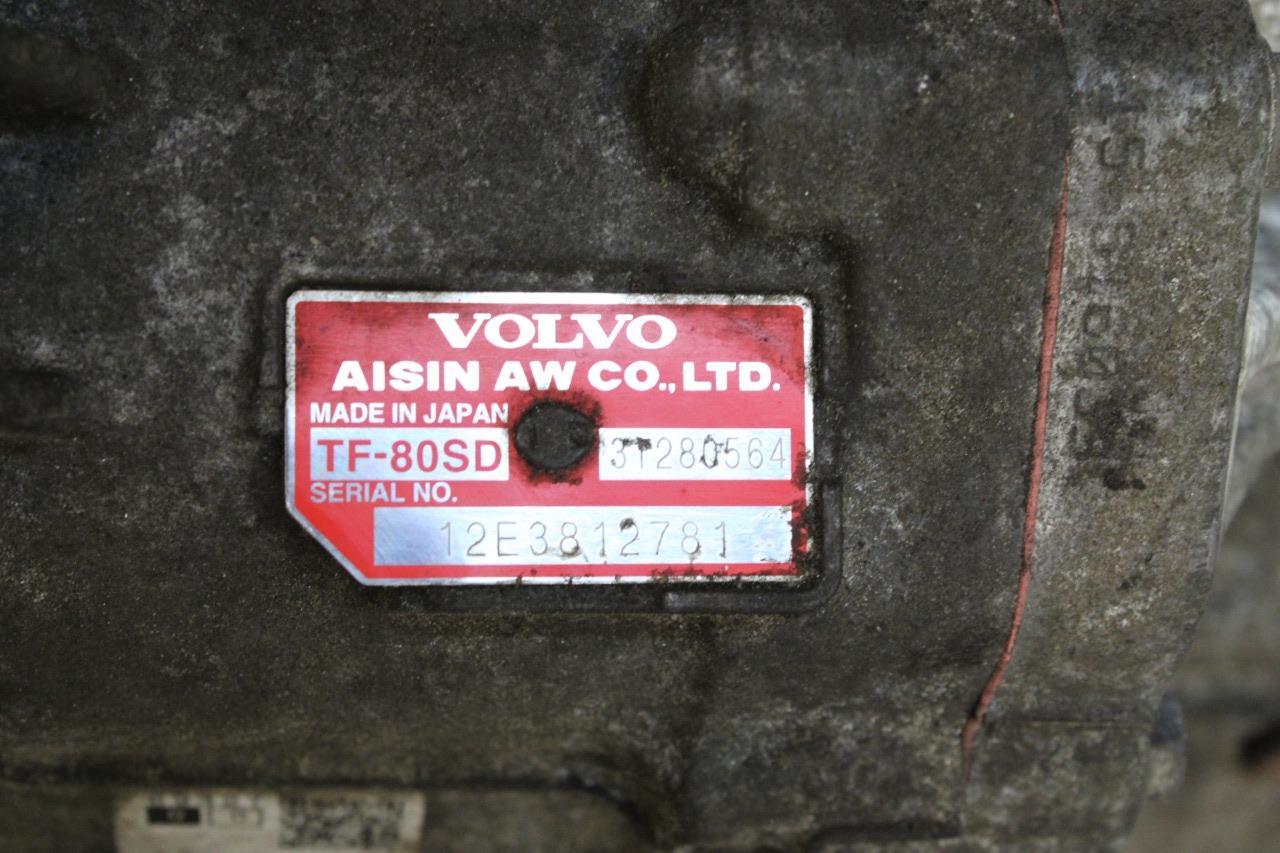 VOLVO
AISIN AW CO., LTD.
MADE IN JAPAN
TF-80SD 31280564
SERIAL NO.
12E3812781